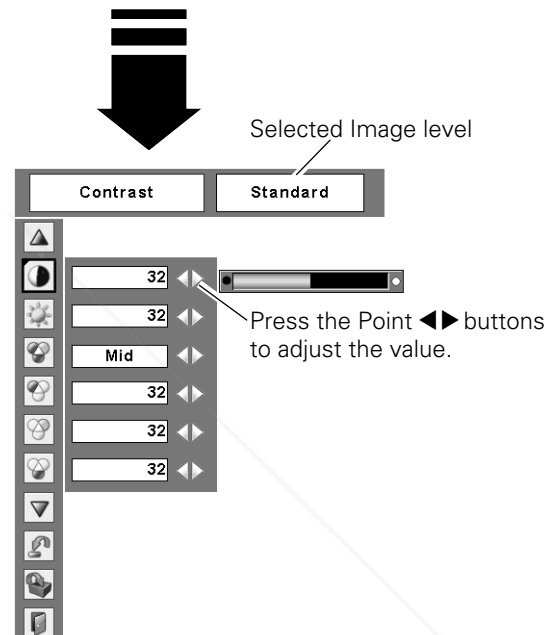 Selected Image level
Contrast Standard
32
32
Press the Point ◀▶ buttons
to adjust the value.
Mid
32
32
32